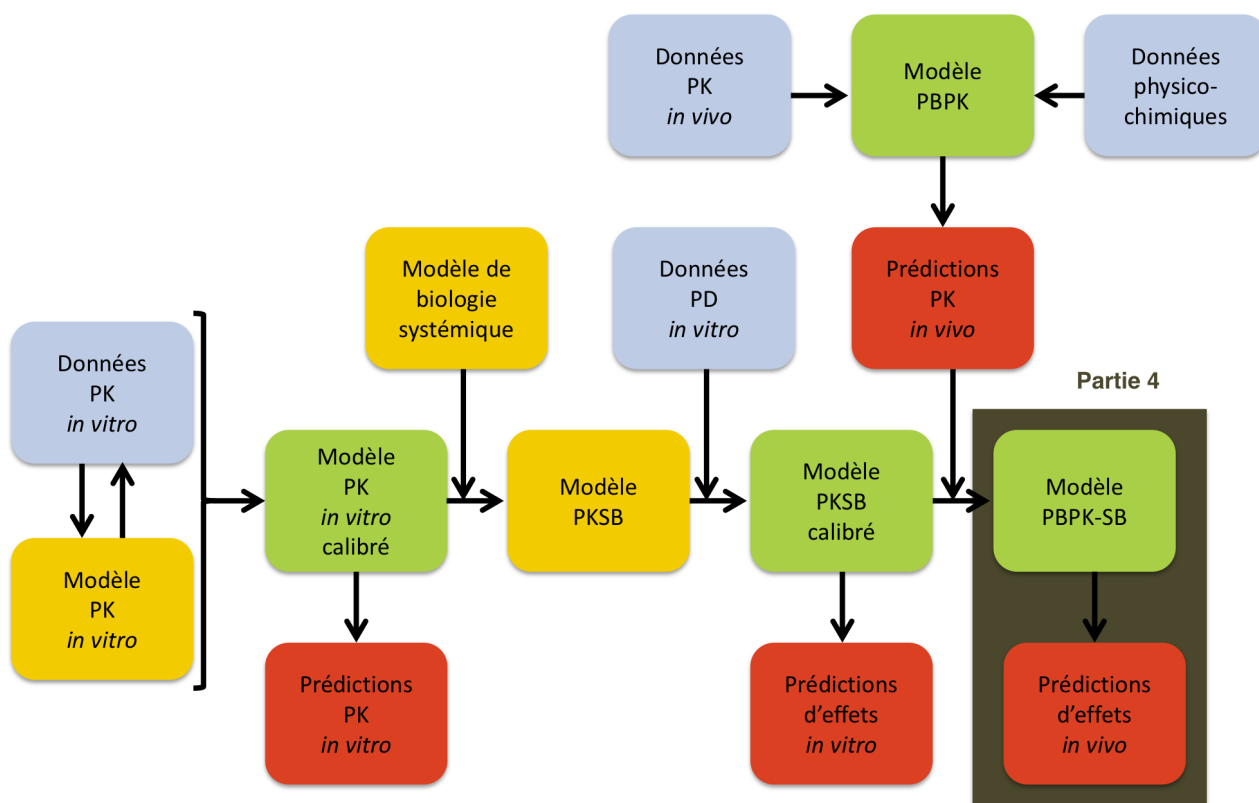 Données
PK
in vivo
Modèle
PBPK
Données
physico-
chimiques
Modèle de
biologie
systémique
Données
PD
in vitro
Prédictions
PK
in vivo
Partie 4
Données
PK
in vitro
Modèle
PK
in vitro
Modèle
PK
in vitro
calibré
Modèle
PKSB
Modèle
PKSB
calibré
Modèle
PBPK-SB
Prédictions
PK
in vitro
Prédictions
d’effets
in vitro
Prédictions
d’effets
in vivo